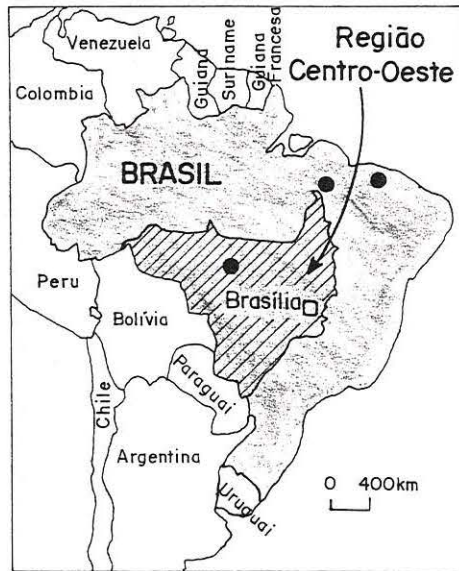 Venezuela
Guiana
Suriname
Guiana
Francesa
Região
Centro-Oeste
Colombia
BRASIL
Peru
Brasília
Bolívia
Paraguai
Chile
Argentina
Uruguai
0 400km